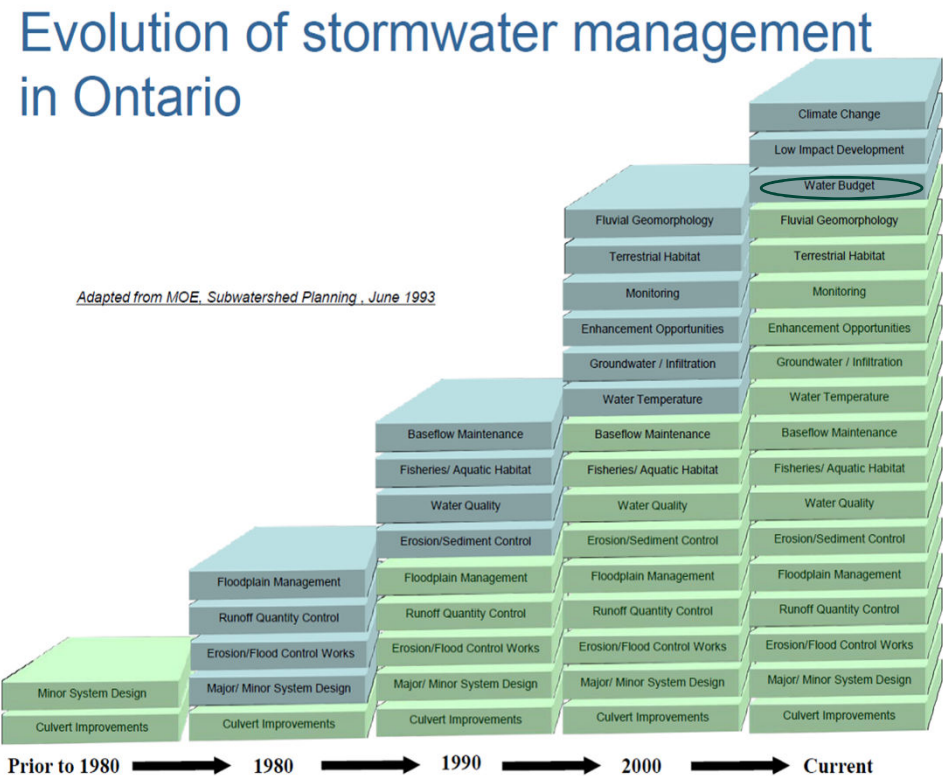 Evolution of stormwater management
in Ontario
Adapted from MOE, Subwatershed Planning , June 1993
Minor System Design
Culvert Improvements
Prior to 1980
Floodplain Management
Runoff Quantity Control
Erosion/Flood Control Works
Major/ Minor System Design
Culvert Improvements
1980
Baseflow Maintenance
Fisheries/ Aquatic Habitat
Water Quality
Erosion/Sediment Control
Floodplain Management
Runoff Quantity Control
Erosion/Flood Control Works
Major/ Minor System Design
Culvert Improvements
1990
Fluvial Geomorphology
Terrestrial Habitat
Monitoring
Enhancement Opportunities
Groundwater / Infiltration
Water Temperature
Baseflow Maintenance
Fisheries/ Aquatic Habitat
Water Quality
Erosion/Sediment Control
Floodplain Management
Runoff Quantity Control
Erosion/Flood Control Works
Major/ Minor System Design
Culvert Improvements
2000
Climate Change
Low Impact Development
Water Budget
Fluvial Geomorphology
Terrestrial Habitat
Monitoring
Enhancement Opportunities
Groundwater / Infiltration
Water Temperature
Baseflow Maintenance
Fisheries/ Aquatic Habitat
Water Quality
Erosion/Sediment Control
Floodplain Management
Runoff Quantity Control
Erosion/Flood Control Works
Major/ Minor System Design
Culvert Improvements
Current